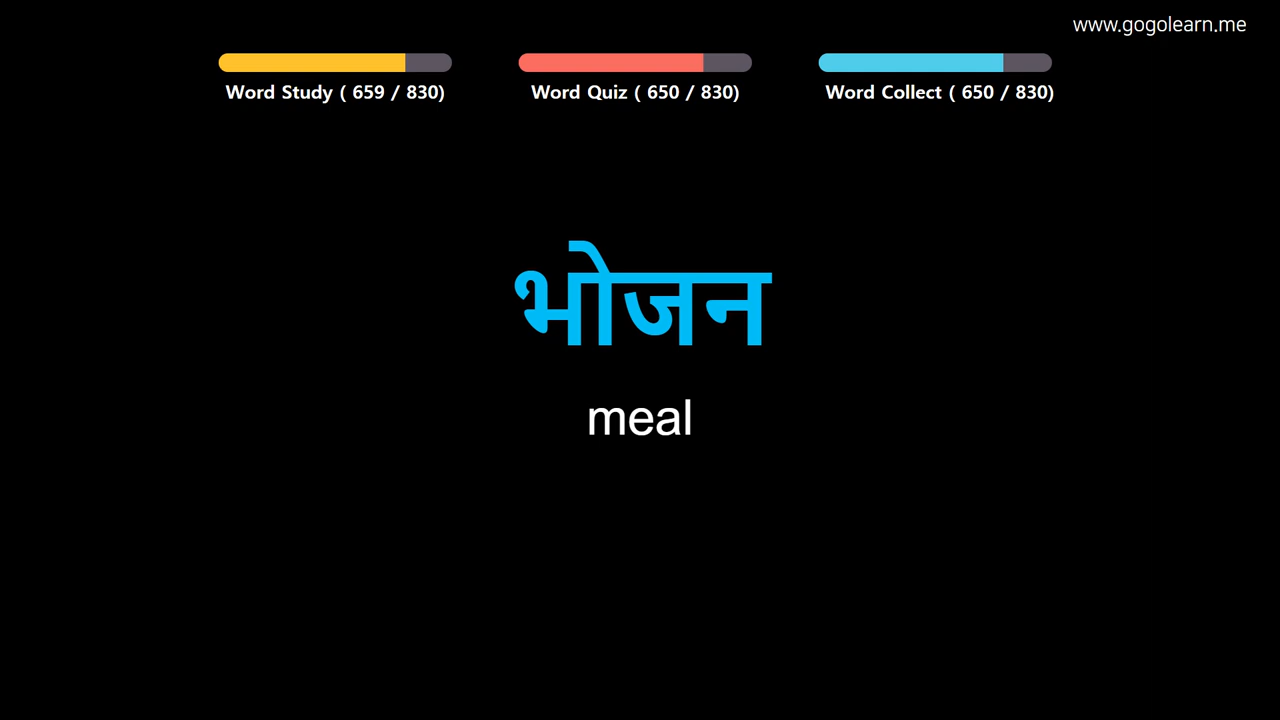 www.gogolearn.me
Word Study ( 659 / 830)
Word Quiz ( 650 / 830)
Word Collect ( 650 / 830)
भोजन
meal